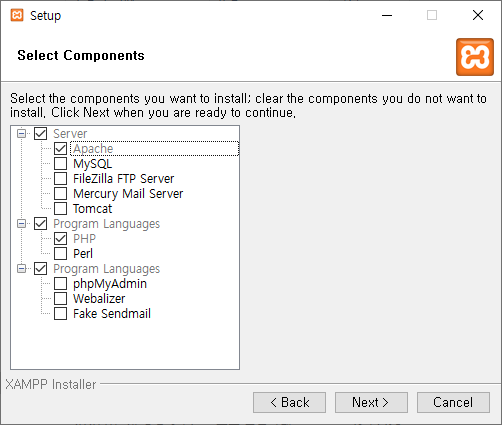 Setup
Select Components
Select the components you want to install; clear the components you do not want to
install. Click Next when you are ready to continue.
Server
Apache
MySQL
FileZilla FTP Server
Mercury Mail Server
Tomcat
Program Languages
PHP
Perl
Program Languages
phpMyAdmin
Webalizer
Fake Sendmail
XAMPP Installer
< Back
Next >
Cancel